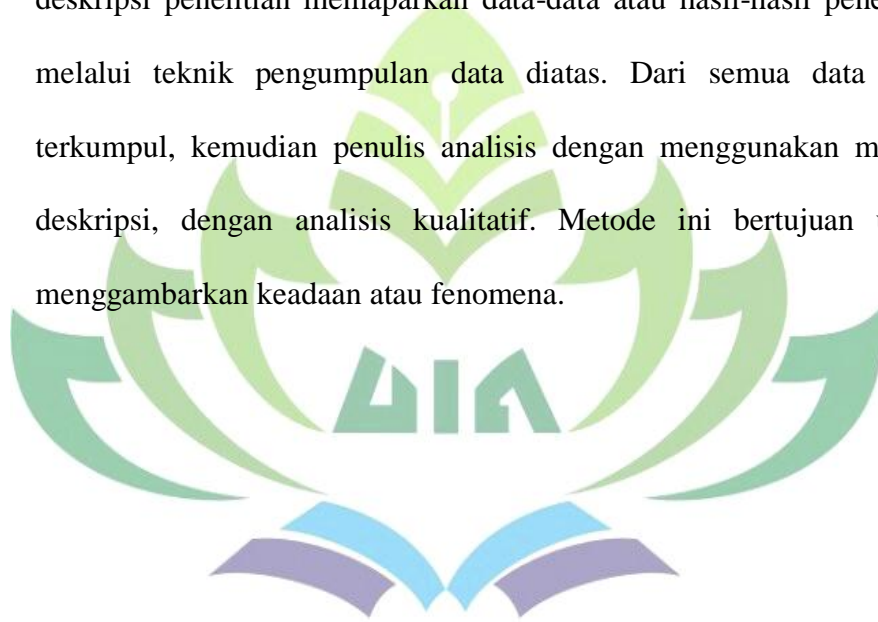 deskripsi penelitian memaparkan data-data atau hasil-hasil
melalui teknik pengumpulan data diatas. Dari semua data
terkumpul, kemudian penulis analisis dengan menggunakan
deskripsi, dengan analisis kualitatif. Metode ini bertujuan
menggambarkan keadaan atau fenomena.
UIN